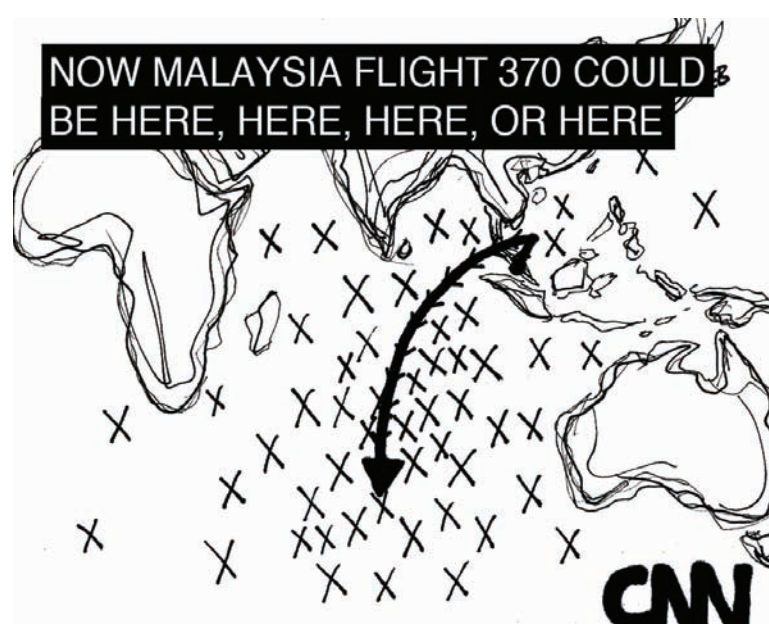 NOW MALAYSIA FLIGHT 370 COULD
BE HERE, HERE, HERE, OR HERE
CNN